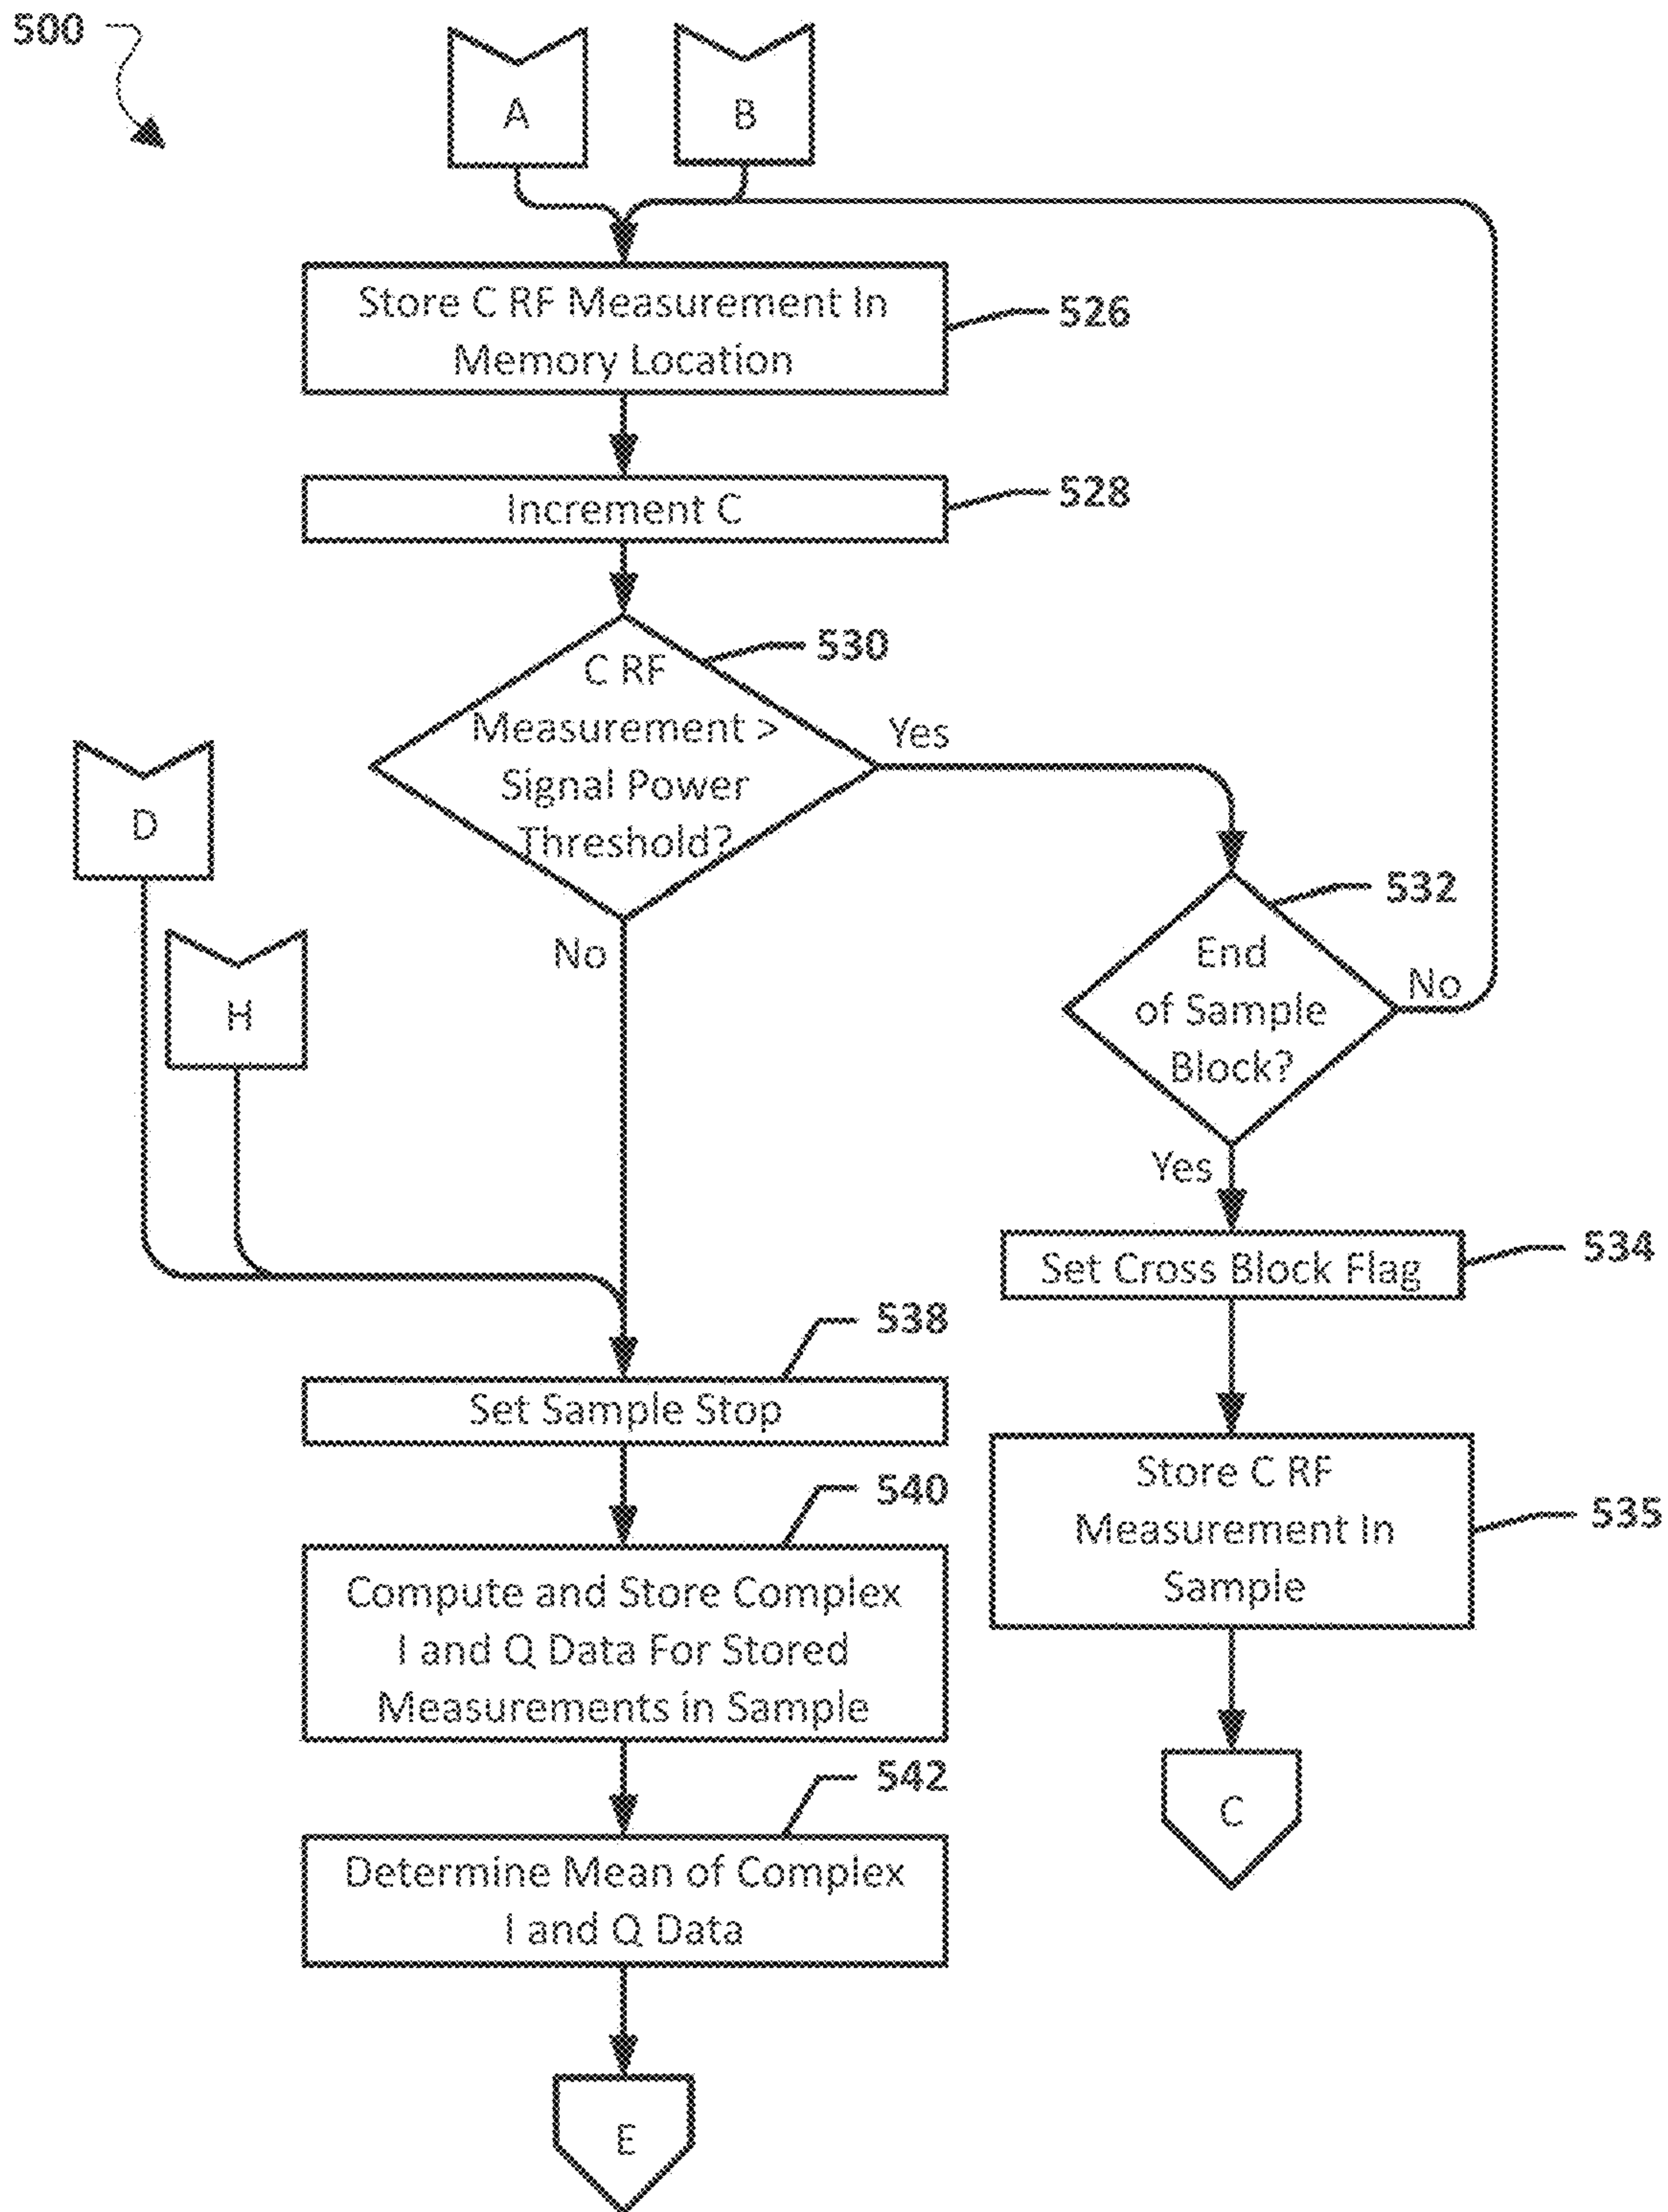 500
A
B
Store C RF Measurement In
Memory Location
526
Increment C
528
530
C RF
Measurement >
Signal Power
Threshold?
Yes
D
532
End
of Sample
Block?
No
No
H
Yes
Set Cross Block Flag
534
538
Set Sample Stop
Store C RF
Measurement In
Sample
535
540
Compute and Store Complex
I and Q Data For Stored
Measurements in Sample
542
Determine Mean of Complex
I and Q Data
C
E